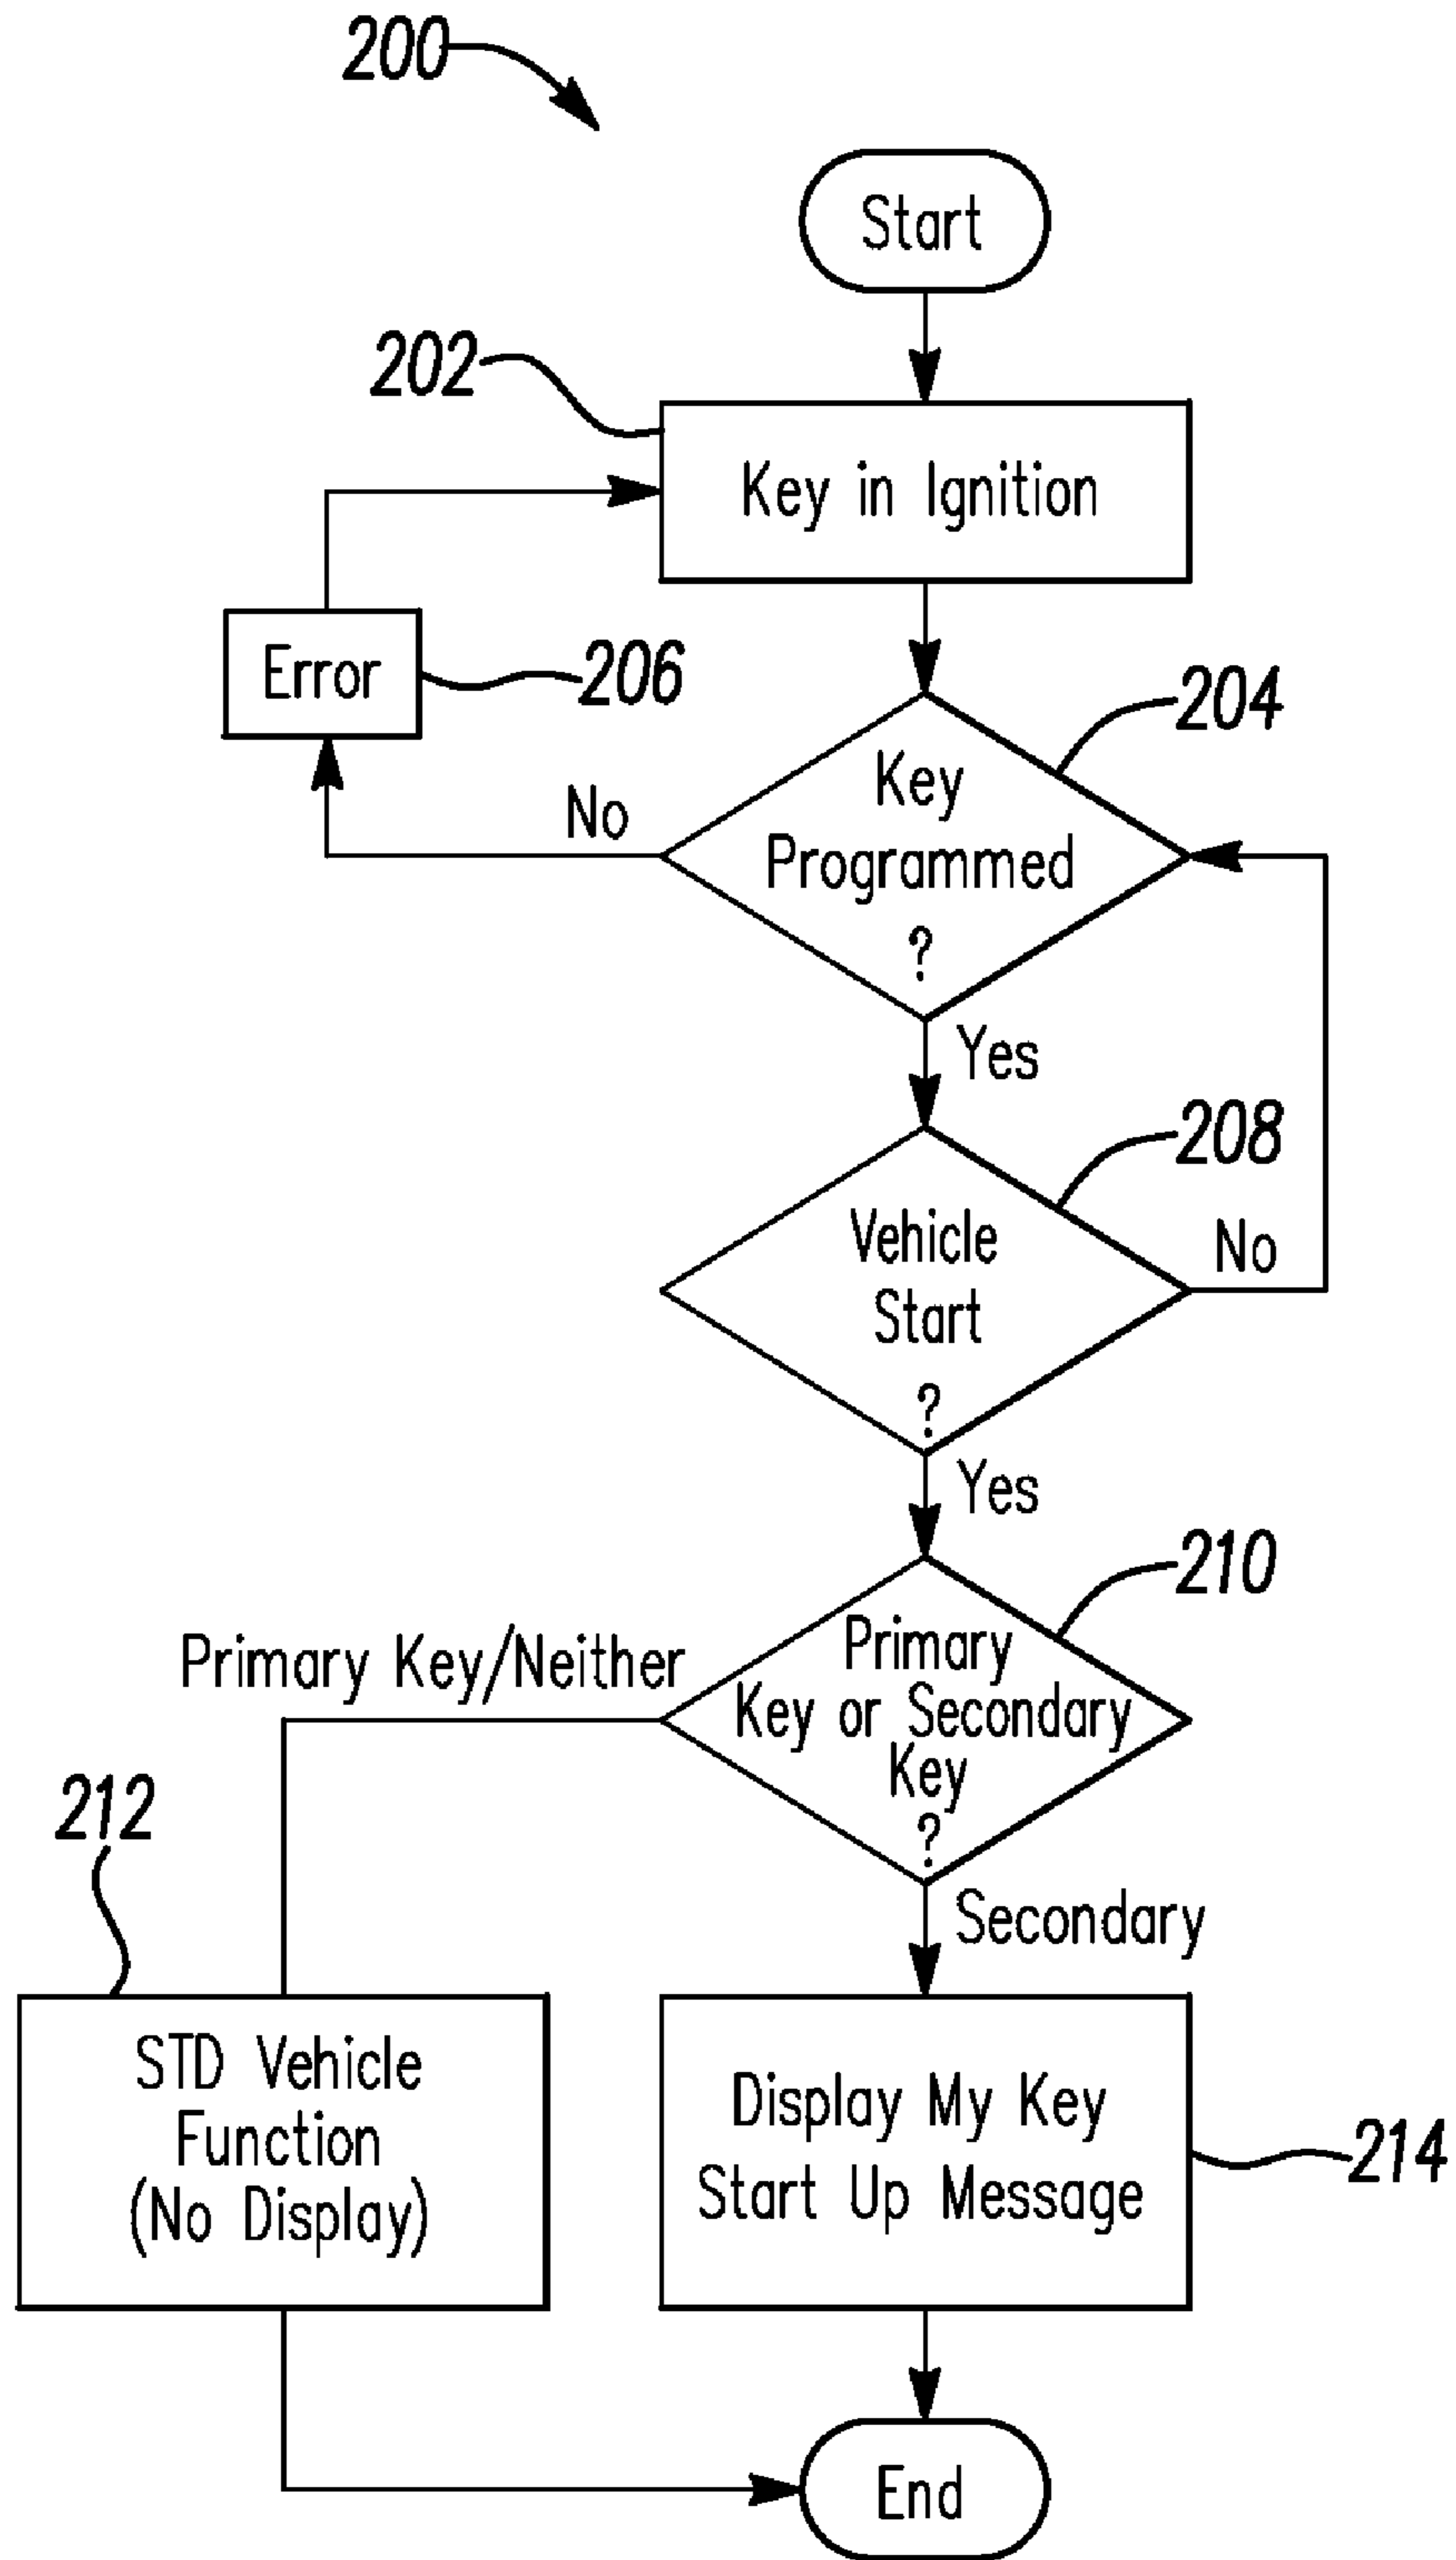 200
Start
202
Key in Ignition
Error
206
204
Key
Programmed
?
No
Yes
208
Vehicle
Start
?
No
Yes
210
Primary
Key or Secondary
Key
?
Primary Key/Neither
Secondary
212
STD Vehicle
Function
(No Display)
Display My Key
Start Up Message
214
End